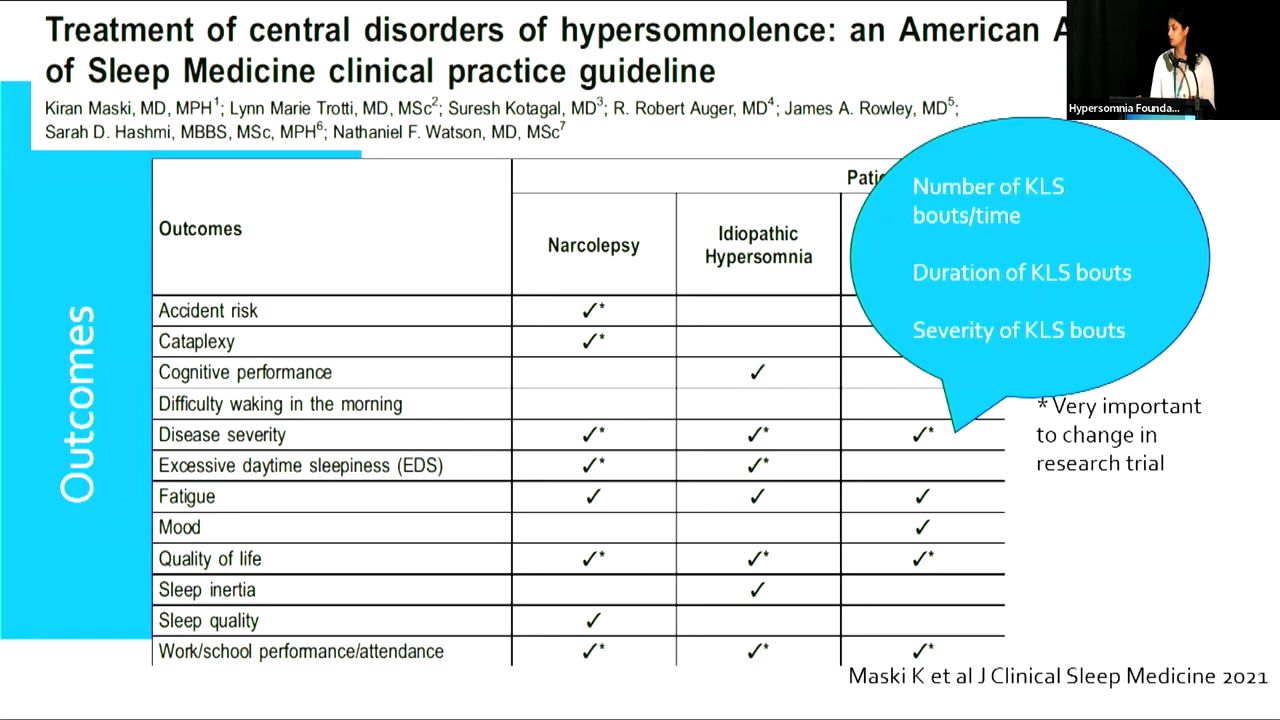 Treatment of central disorders of hypersomnolence: an American A
of Sleep Medicine clinical practice guideline
Kiran Maski, MD, MPH1; Lynn Marie Trotti, MD, MSc2; Suresh Kotagal, MD3; R. Robert Auger, MD4; James A. Rowley, MD5;
Sarah D. Hashmi, MBBS, MSc, MPH6; Nathaniel F. Watson, MD, MSc7
Hypersomnia Founda...
Outcomes
Outcomes
Patie
Narcolepsy
Idiopathic
Hypersomnia
Accident risk ✓*
Cataplexy ✓*
Cognitive performance ✓
Difficulty waking in the morning
Disease severity ✓* ✓* ✓*
Excessive daytime sleepiness (EDS) ✓* ✓*
Fatigue ✓ ✓ ✓
Mood ✓
Quality of life ✓* ✓* ✓*
Sleep inertia ✓
Sleep quality ✓
Work/school performance/attendance ✓* ✓* ✓*
Number of KLS
bouts/time
Duration of KLS bouts
Severity of KLS bouts
* Very important
to change in
research trial
Maski K et al J Clinical Sleep Medicine 2021